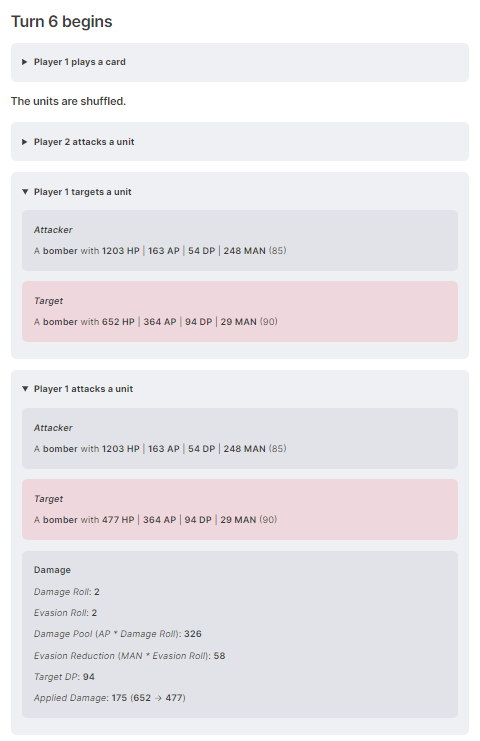 Turn 6 begins
Player 1 plays a card
The units are shuffled.
Player 2 attacks a unit
Player 1 targets a unit
Attacker
A bomber with 1203 HP | 163 AP | 54 DP | 248 MAN (85)
Target
A bomber with 652 HP | 364 AP | 94 DP | 29 MAN (90)
Player 1 attacks a unit
Attacker
A bomber with 1203 HP | 163 AP | 54 DP | 248 MAN (85)
Target
A bomber with 477 HP | 364 AP | 94 DP | 29 MAN (90)
Damage
Damage Roll: 2
Evasion Roll: 2
Damage Pool (AP * Damage Roll): 326
Evasion Reduction (MAN * Evasion Roll): 58
Target DP: 94
Applied Damage: 175 (652 → 477)